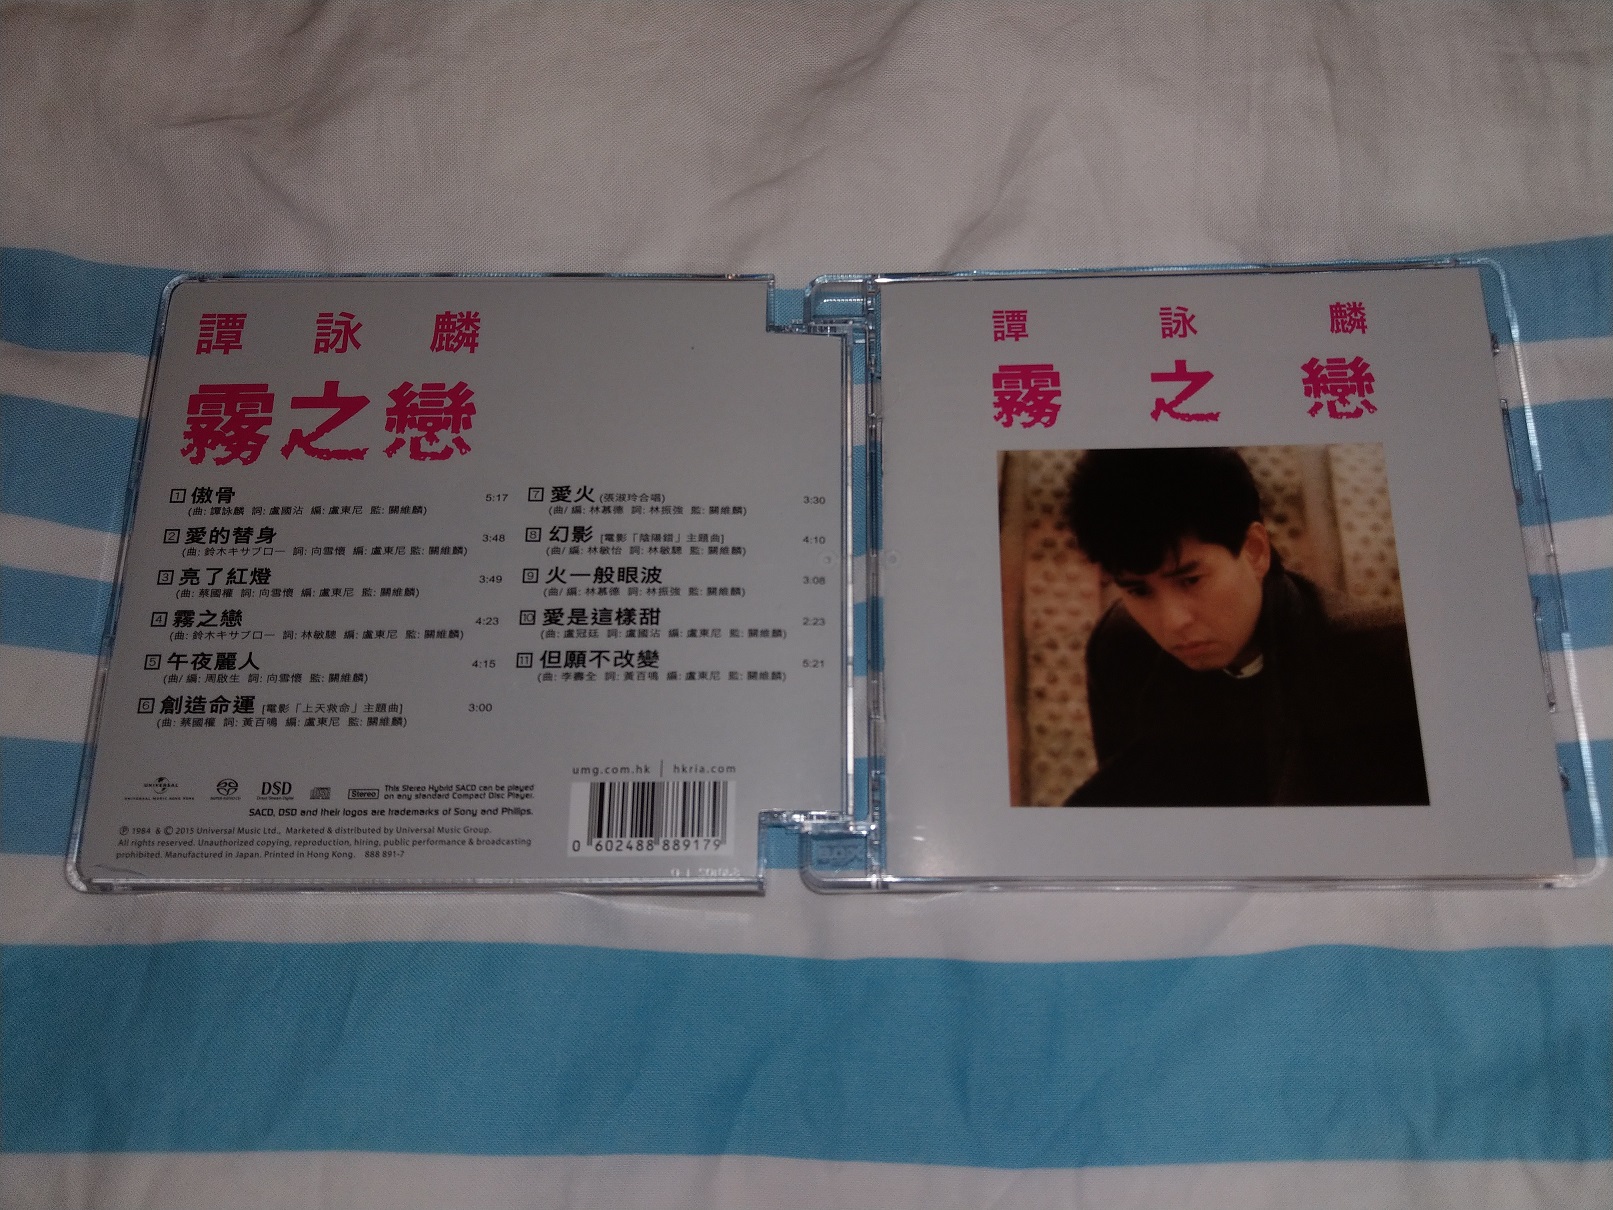 譚詠麟
霧之戀
1 傲骨 5:17
(曲: 譚詠麟 詞: 盧國沾 編: 盧東尼 監: 關維麟)
2 愛的替身 3:48
(曲: 鈴木キサブロー 詞: 向雪懷 編: 盧東尼 監: 關維麟)
3 亮了紅燈 3:49
(曲: 蔡國權 詞: 向雪懷 編: 盧東尼 監: 關維麟)
4 霧之戀 4:23
(曲: 鈴木キサブロー 詞: 林敏驄 編: 盧東尼 監: 關維麟)
5 午夜麗人 4:15
(曲/ 編: 周啟生 詞: 向雪懷 監: 關維麟)
6 創造命運 [電影「上天救命」主題曲] 3:00
(曲: 蔡國權 詞: 黃百鳴 編: 盧東尼 監: 關維麟)
7 愛火 (張淑玲合唱) 3:30
(曲/ 編: 林慕德 詞: 林振強 監: 關維麟)
8 幻影 [電影「陰陽錯」主題曲] 4:10
(曲/ 編: 林敏怡 詞: 林敏驄 監: 關維麟)
9 火一般眼波 3:08
(曲/ 編: 林慕德 詞: 林振強 監: 關維麟)
10 愛是這樣甜 2:23
(曲: 盧冠廷 詞: 盧國沾 編: 盧東尼 監: 關維麟)
11 但願不改變 5:21
(曲: 李壽全 詞: 黃百鳴 編: 盧東尼 監: 關維麟)
umg.com.hk | hkria.com
UNIVERSAL
UNIVERSAL MUSIC HONG KONG
SUPER AUDIO CD
DSD
Direct Stream Digital
Stereo
This Stereo Hybrid SACD can be played
on any standard Compact Disc Player.
SACD, DSD and their logos are trademarks of Sony and Philips.
Ⓟ 1984 & © 2015 Universal Music Ltd., Marketed & distributed by Universal Music Group.
All rights reserved. Unauthorized copying, reproduction, hiring, public performance & broadcasting
prohibited. Manufactured in Japan. Printed in Hong Kong. 888 891-7
0 602488 889179
譚詠麟
霧之戀